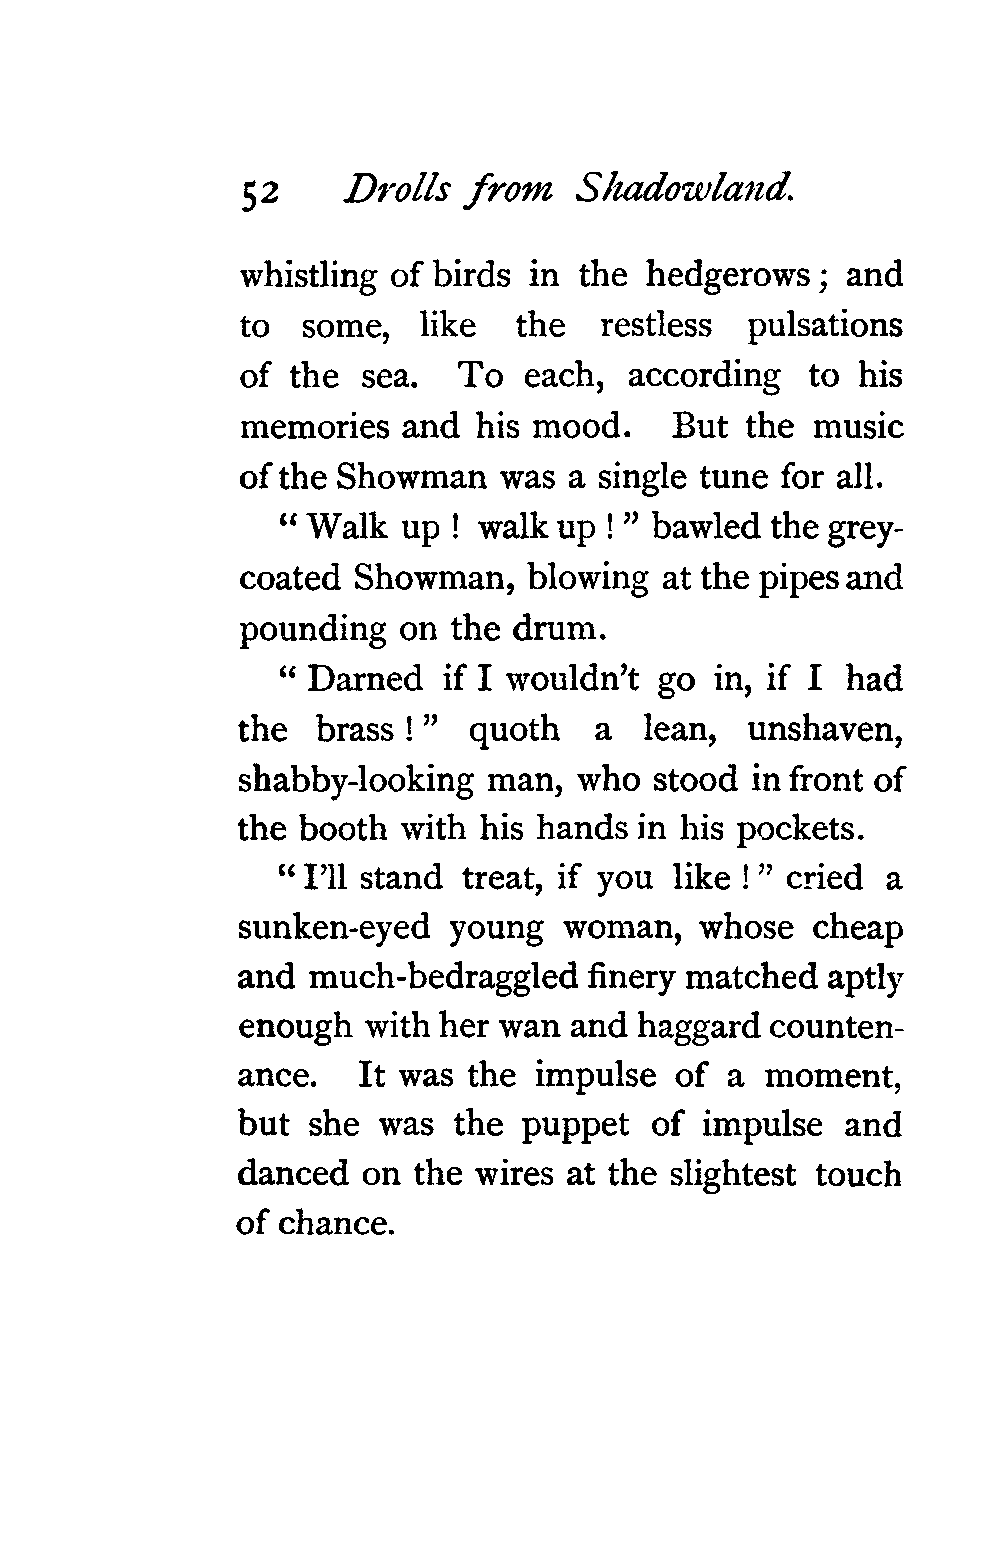 52 Drolls from Shadowland.
whistling of birds in the hedgerows ; and
to some, like the restless pulsations
of the sea. To each, according to his
memories and his mood. But the music
of the Showman was a single tune for all.
“ Walk up ! walk up ! ” bawled the grey-
coated Showman, blowing at the pipes and
pounding on the drum.
“ Darned if I wouldn’t go in, if I had
the brass ! ” quoth a lean, unshaven,
shabby-looking man, who stood in front of
the booth with his hands in his pockets.
“ I’ll stand treat, if you like ! ” cried a
sunken-eyed young woman, whose cheap
and much-bedraggled finery matched aptly
enough with her wan and haggard counten-
ance. It was the impulse of a moment,
but she was the puppet of impulse and
danced on the wires at the slightest touch
of chance.